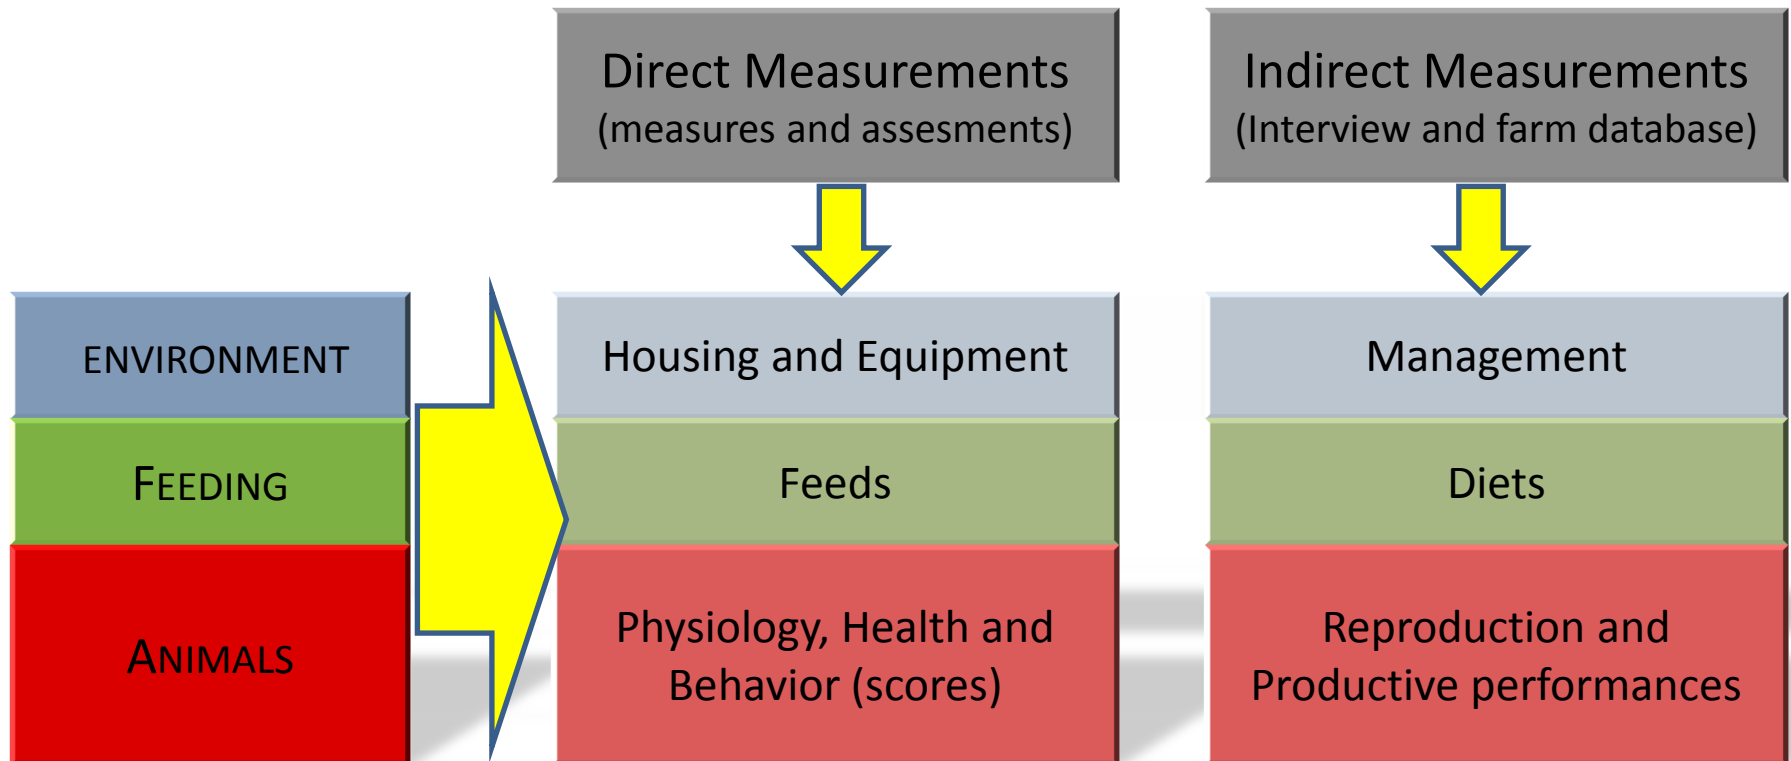 Direct Measurements
(measures and assesments)
Indirect Measurements
(Interview and farm database)
ENVIRONMENT
Housing and Equipment
Management
FEEDING
Feeds
Diets
ANIMALS
Physiology, Health and
Behavior (scores)
Reproduction and
Productive performances